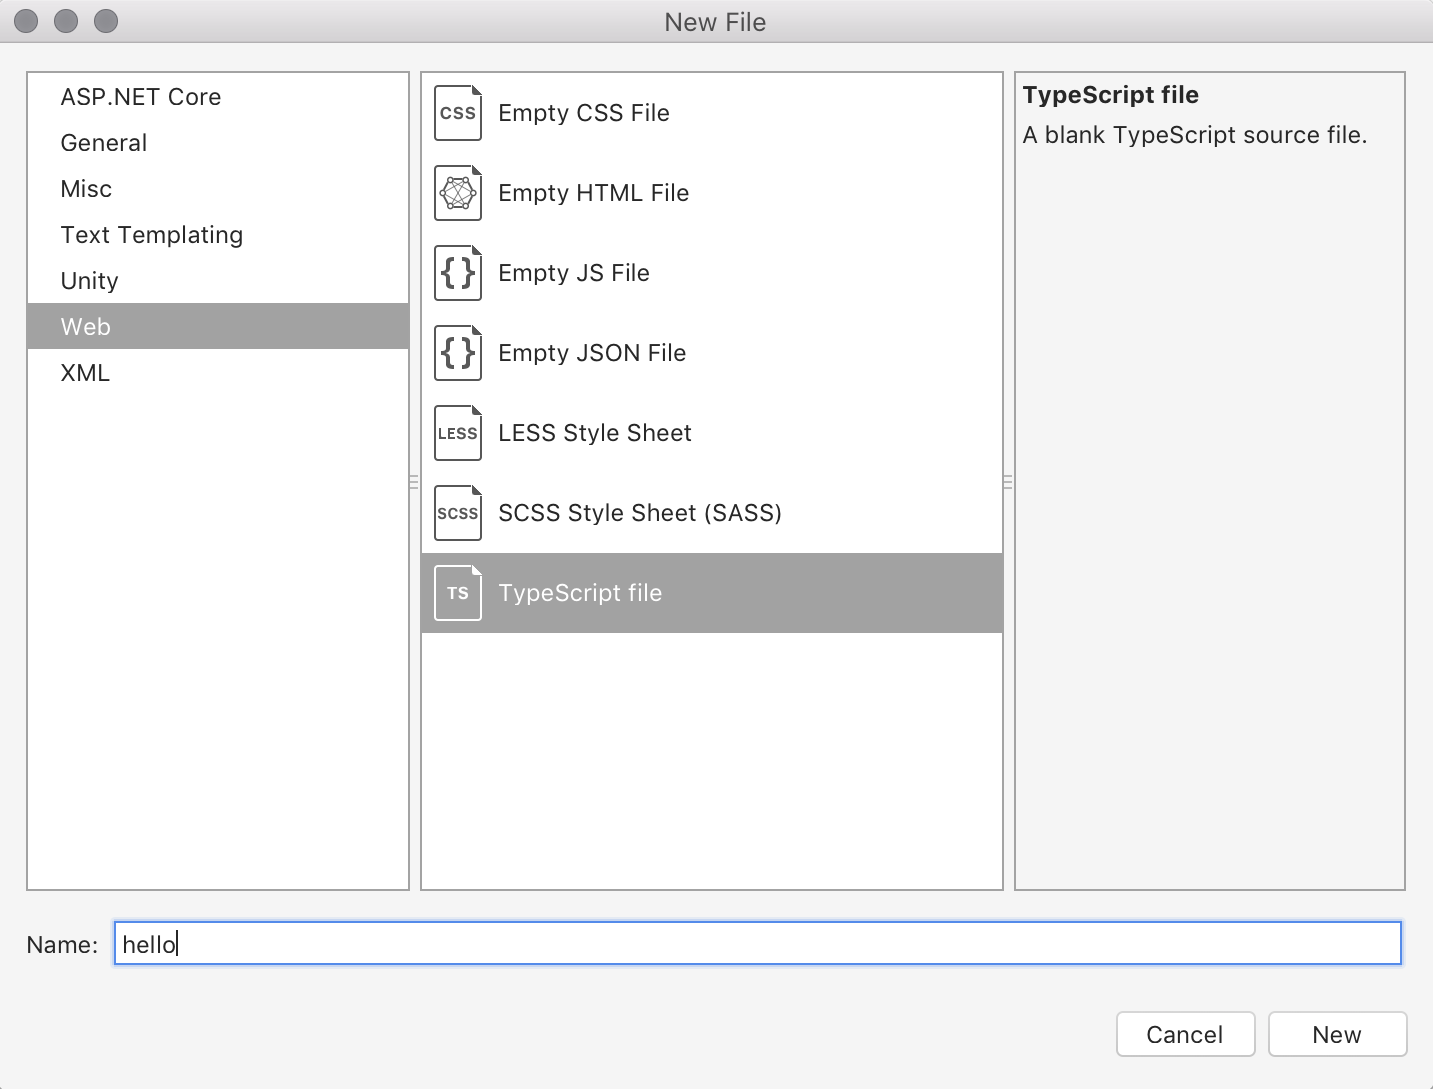 New File
ASP.NET Core
General
Misc
Text Templating
Unity
Web
XML
CSS Empty CSS File
Empty HTML File
{} Empty JS File
{} Empty JSON File
LESS LESS Style Sheet
SCSS SCSS Style Sheet (SASS)
TS TypeScript file
TypeScript file
A blank TypeScript source file.
Name: hello
Cancel New